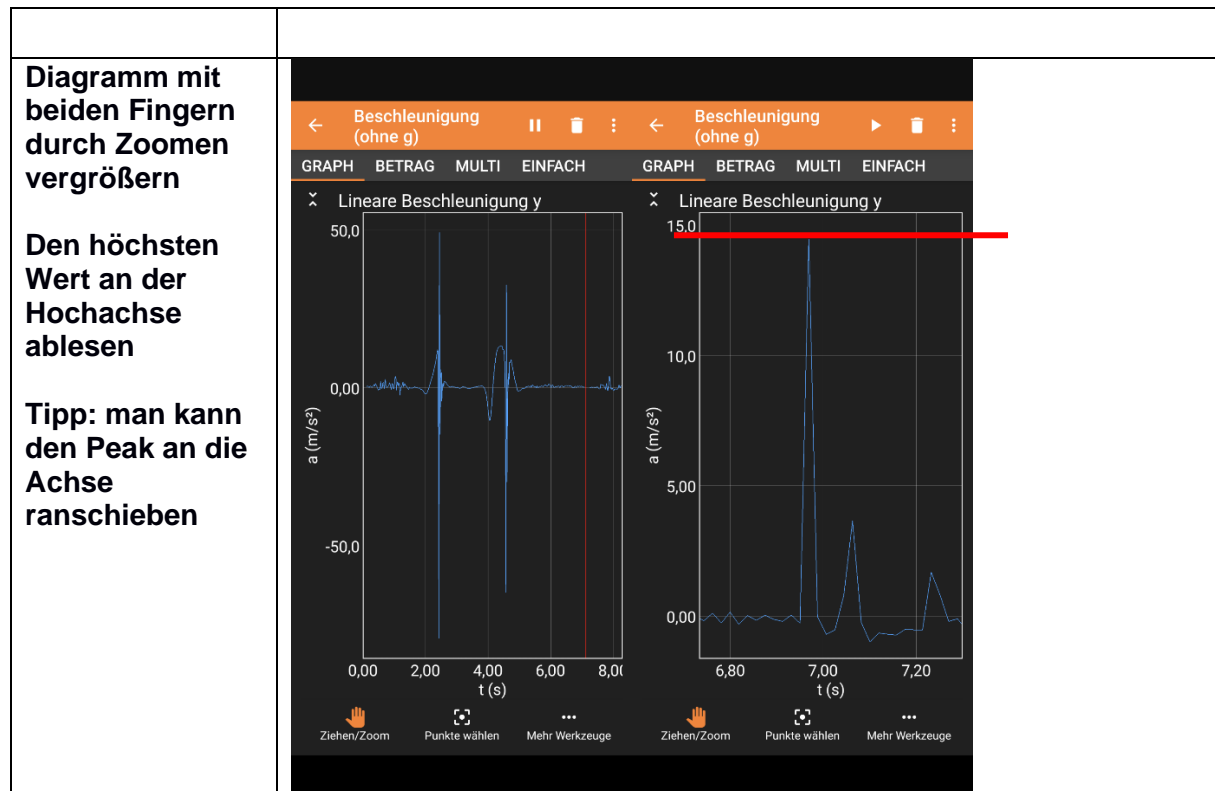 Diagramm mit
beiden Fingern
durch Zoomen
vergrößern
Den höchsten
Wert an der
Hochachse
ablesen
Tipp: man kann
den Peak an die
Achse
ranschieben
Beschleunigung
(ohne g)
GRAPH BETRAG MULTI EINFACH
Lineare Beschleunigung y
50,0
0,00
-50,0
a (m/s²)
0,00 2,00 4,00 6,00 8,0
t (s)
Ziehen/Zoom Punkte wählen Mehr Werkzeuge
Beschleunigung
(ohne g)
GRAPH BETRAG MULTI EINFACH
Lineare Beschleunigung y
15,0
10,0
5,00
0,00
a (m/s²)
6,80 7,00 7,20
t (s)
Ziehen/Zoom Punkte wählen Mehr Werkzeuge